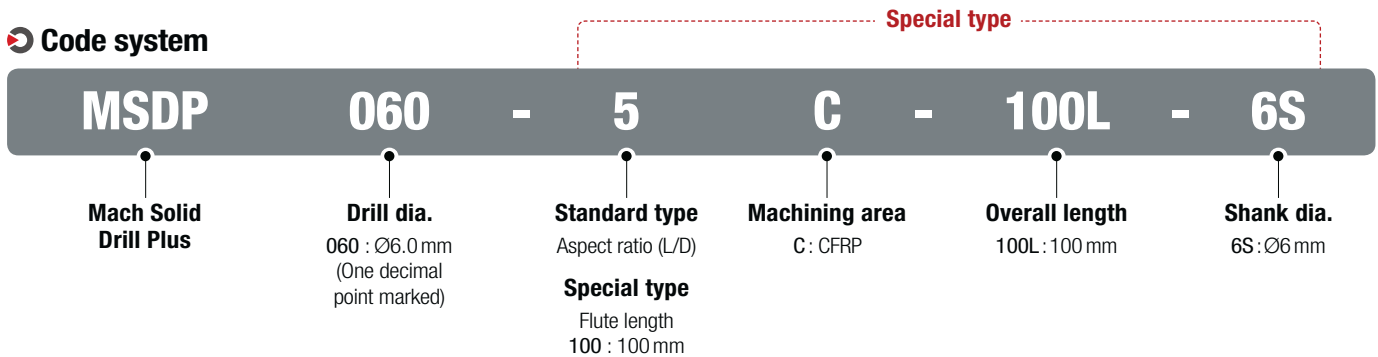 Special type
Code system
MSDP 060 - 5 C - 100L - 6S
Mach Solid
Drill Plus
Drill dia.
060 : Ø6.0 mm
(One decimal
point marked)
Standard type
Aspect ratio (L/D)
Special type
Flute length
100 : 100 mm
Machining area
C : CFRP
Overall length
100L : 100 mm
Shank dia.
6S : Ø6 mm